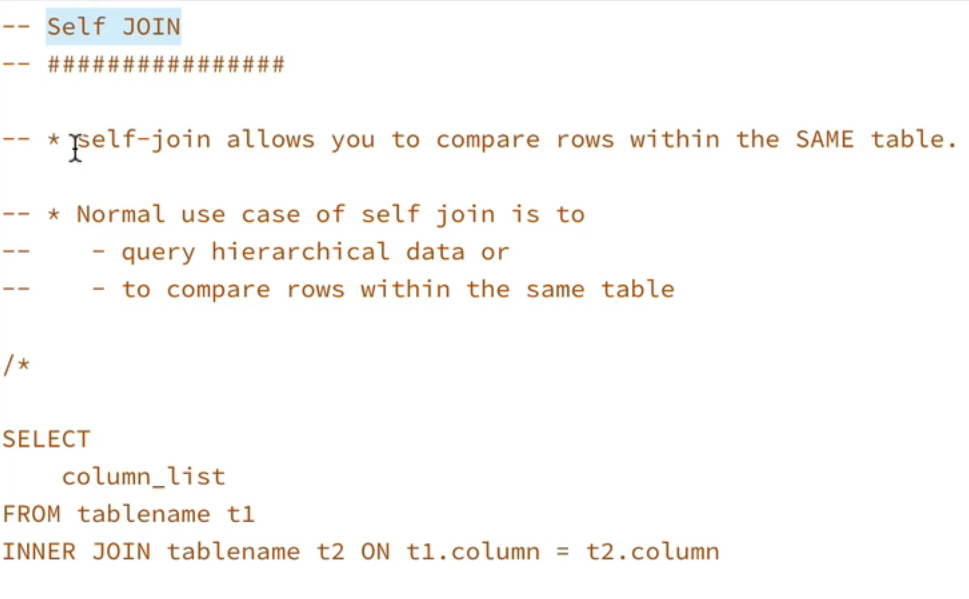 -- Self JOIN
-- ################
-- * self-join allows you to compare rows within the SAME table.
-- * Normal use case of self join is to
--    - query hierarchical data or
--    - to compare rows within the same table
/*
SELECT
    column_list
FROM tablename t1
INNER JOIN tablename t2 ON t1.column = t2.column